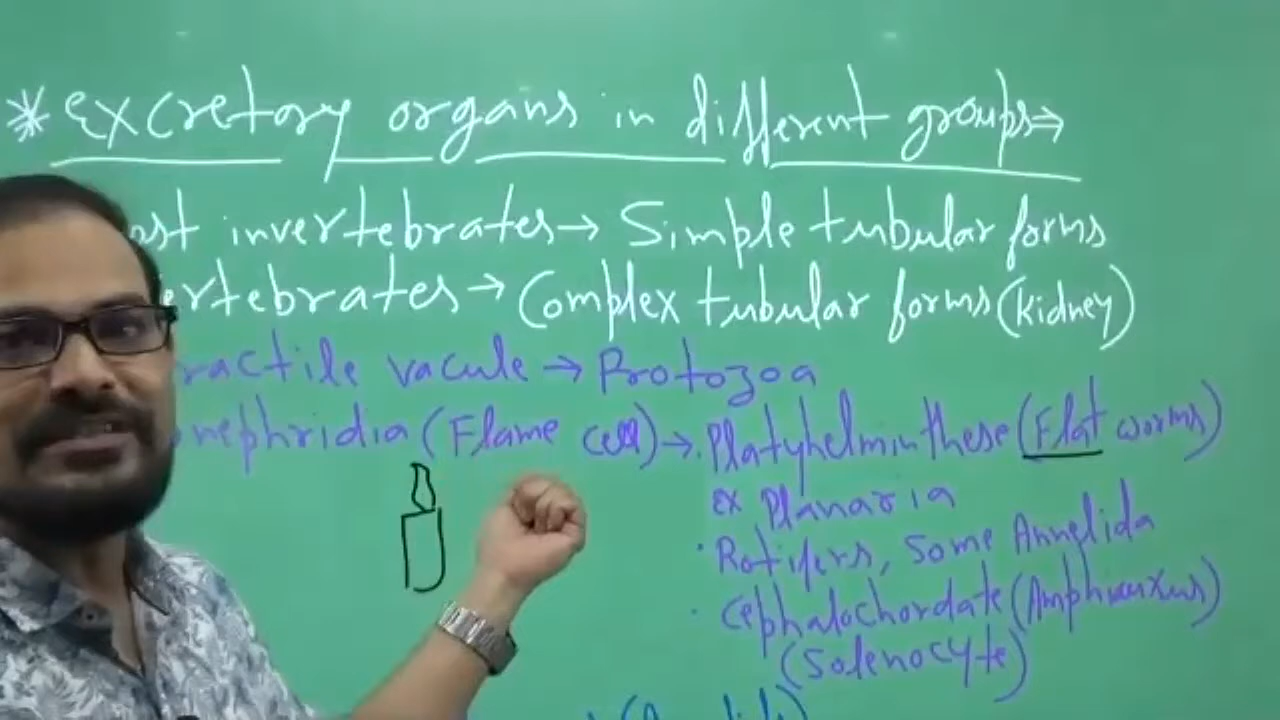 * Excretory organs in different groups→
ost invertebrates → Simple tubular forms
ertebrates → Complex tubular forms (Kidney)
ractile vacule → Protozoa
nephridia (Flame cell) → • Platyhelminthese (Flat worms)
ex Planaria
• Rotifers, Some Annelida
• Cephalochordate (Amphiouxus)
(Solenocyte)